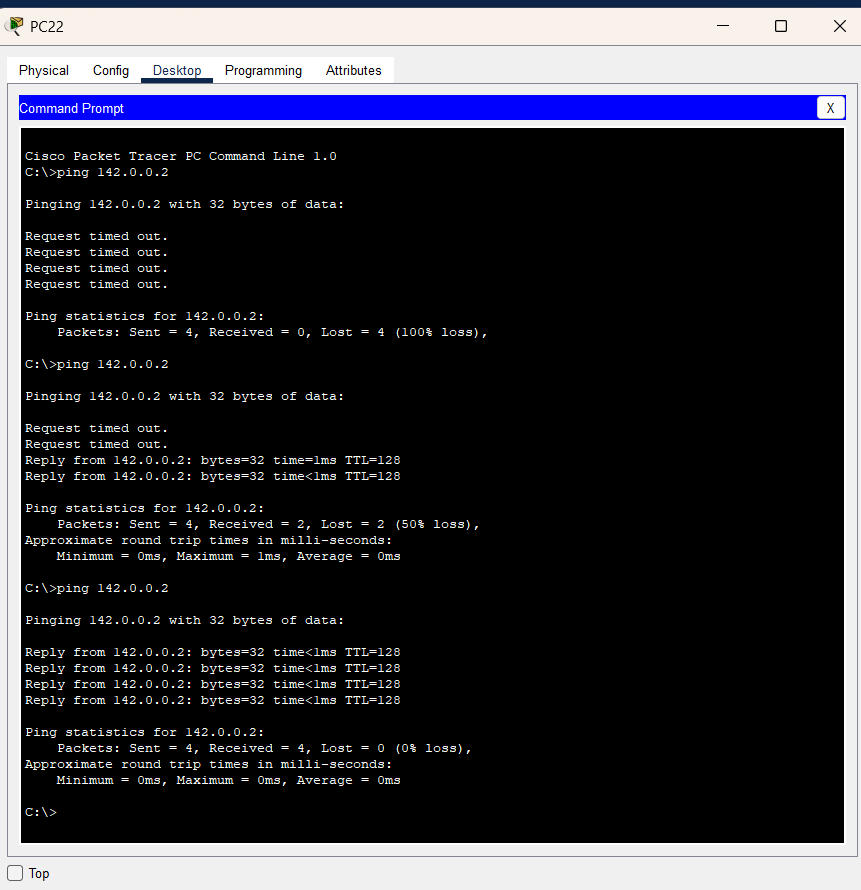 PC22
Physical Config Desktop Programming Attributes
Command Prompt X
Cisco Packet Tracer PC Command Line 1.0
C:\>ping 142.0.0.2
Pinging 142.0.0.2 with 32 bytes of data:
Request timed out.
Request timed out.
Request timed out.
Request timed out.
Ping statistics for 142.0.0.2:
Packets: Sent = 4, Received = 0, Lost = 4 (100% loss),
C:\>ping 142.0.0.2
Pinging 142.0.0.2 with 32 bytes of data:
Request timed out.
Request timed out.
Reply from 142.0.0.2: bytes=32 time=1ms TTL=128
Reply from 142.0.0.2: bytes=32 time<1ms TTL=128
Ping statistics for 142.0.0.2:
Packets: Sent = 4, Received = 2, Lost = 2 (50% loss),
Approximate round trip times in milli-seconds:
Minimum = 0ms, Maximum = 1ms, Average = 0ms
C:\>ping 142.0.0.2
Pinging 142.0.0.2 with 32 bytes of data:
Reply from 142.0.0.2: bytes=32 time<1ms TTL=128
Reply from 142.0.0.2: bytes=32 time<1ms TTL=128
Reply from 142.0.0.2: bytes=32 time<1ms TTL=128
Reply from 142.0.0.2: bytes=32 time<1ms TTL=128
Ping statistics for 142.0.0.2:
Packets: Sent = 4, Received = 4, Lost = 0 (0% loss),
Approximate round trip times in milli-seconds:
Minimum = 0ms, Maximum = 0ms, Average = 0ms
C:\>
Top